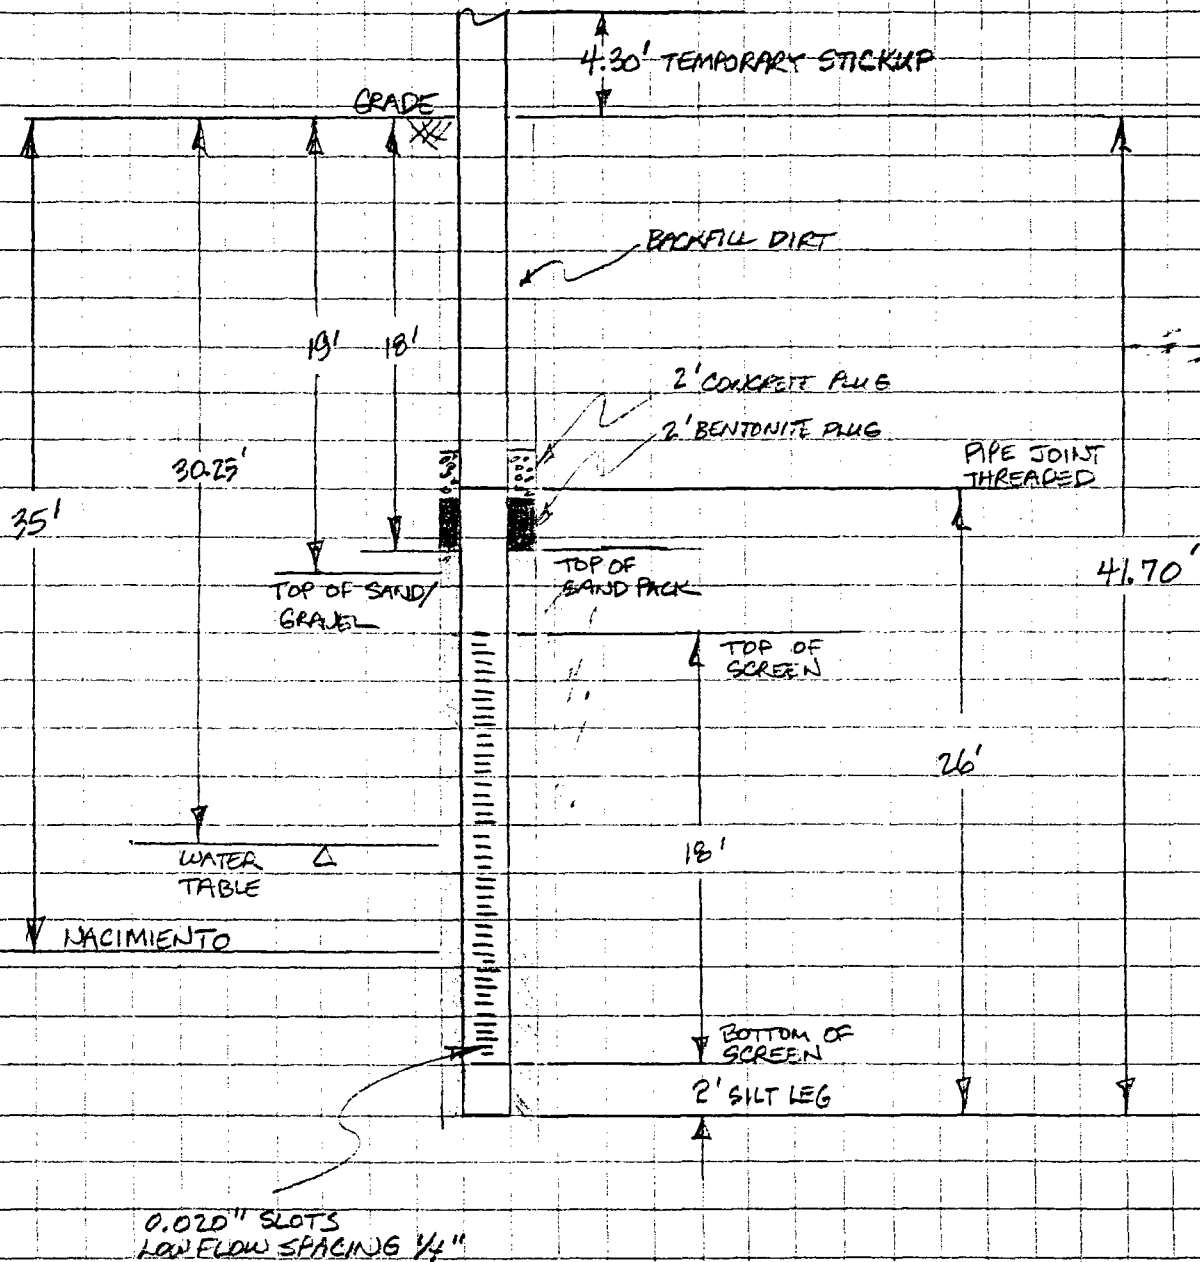 4.30' TEMPORARY STICKUP
GRADE
BACKFILL DIRT
19'
18'
2' CONCRETE PLUG
2' BENTONITE PLUG
30.25'
PIPE JOINT
THREADED
35'
TOP OF
SAND PACK
41.70'
TOP OF SAND/
GRAVEL
TOP OF
SCREEN
26'
18'
WATER
TABLE
NACIMIENTO
BOTTOM OF
SCREEN
2' SILT LEG
0.020" SLOTS
LOW FLOW SPACING 1/4"